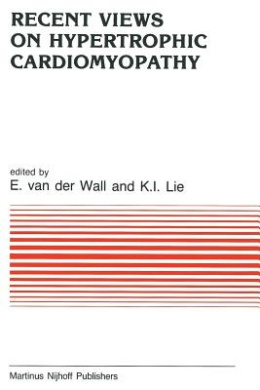 RECENT VIEWS
ON HYPERTROPHIC
CARDIOMYOPATHY
edited by
E. van der Wall and K.I. Lie
Martinus Nijhoff Publishers